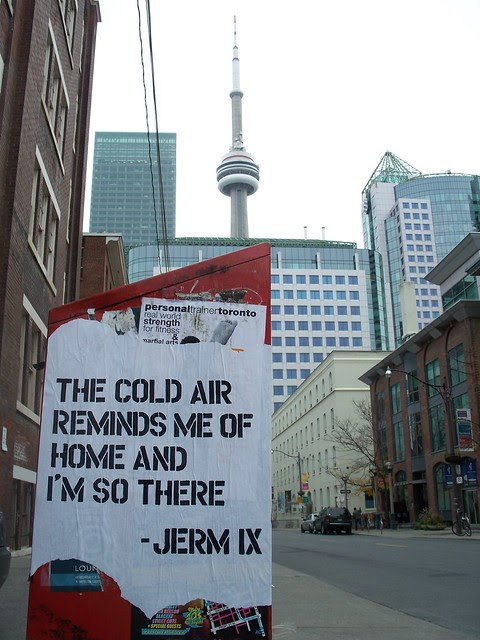 personaltrainertoronto
real world
strength
for fitness
&
martial arts
THE COLD AIR
REMINDS ME OF
HOME AND
I'M SO THERE
-JERM IX
LOUN